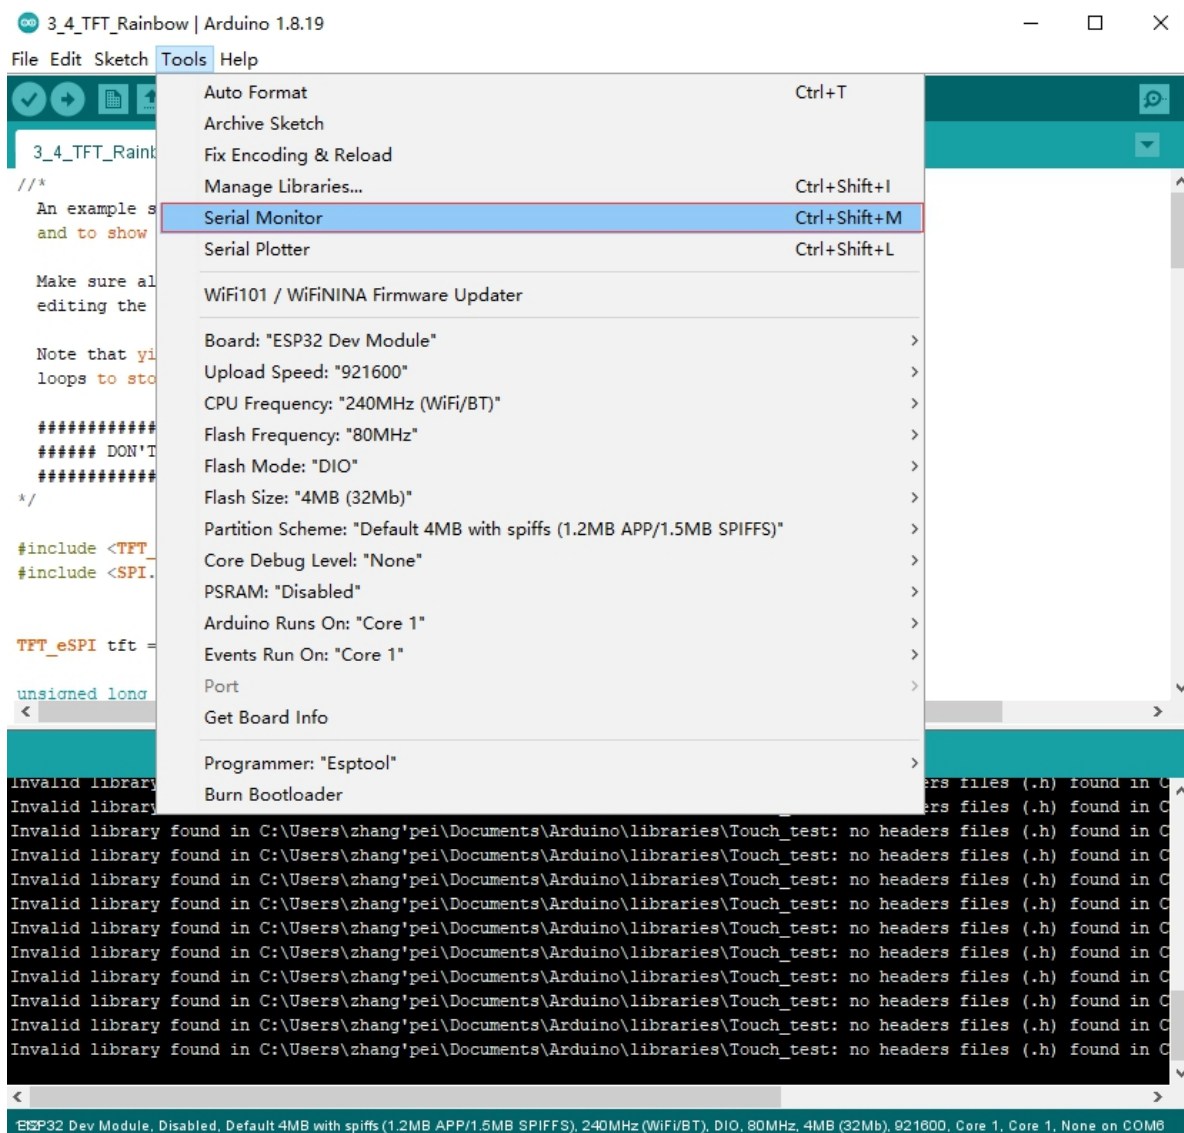 3_4_TFT_Rainbow | Arduino 1.8.19
File Edit Sketch Tools Help
Auto Format Ctrl+T
Archive Sketch
3_4_TFT_Rainb
Fix Encoding & Reload
//*
Manage Libraries... Ctrl+Shift+I
An example s
Serial Monitor Ctrl+Shift+M
and to show
Serial Plotter Ctrl+Shift+L
Make sure al
WiFi101 / WiFiNINA Firmware Updater
editing the
Board: "ESP32 Dev Module"
Note that yi
Upload Speed: "921600"
loops to sto
CPU Frequency: "240MHz (WiFi/BT)"
############
Flash Frequency: "80MHz"
###### DON'T
Flash Mode: "DIO"
############
Flash Size: "4MB (32Mb)"
*/
Partition Scheme: "Default 4MB with spiffs (1.2MB APP/1.5MB SPIFFS)"
#include <TFT_
Core Debug Level: "None"
#include <SPI.
PSRAM: "Disabled"
Arduino Runs On: "Core 1"
TFT_eSPI tft =
Events Run On: "Core 1"
unsigned long
Port
Get Board Info
Programmer: "Esptool"
Burn Bootloader
Invalid library ers files (.h) found in C
Invalid library ers files (.h) found in C
Invalid library found in C:\Users\zhang'pei\Documents\Arduino\libraries\Touch_test: no headers files (.h) found in C
Invalid library found in C:\Users\zhang'pei\Documents\Arduino\libraries\Touch_test: no headers files (.h) found in C
Invalid library found in C:\Users\zhang'pei\Documents\Arduino\libraries\Touch_test: no headers files (.h) found in C
Invalid library found in C:\Users\zhang'pei\Documents\Arduino\libraries\Touch_test: no headers files (.h) found in C
Invalid library found in C:\Users\zhang'pei\Documents\Arduino\libraries\Touch_test: no headers files (.h) found in C
Invalid library found in C:\Users\zhang'pei\Documents\Arduino\libraries\Touch_test: no headers files (.h) found in C
Invalid library found in C:\Users\zhang'pei\Documents\Arduino\libraries\Touch_test: no headers files (.h) found in C
Invalid library found in C:\Users\zhang'pei\Documents\Arduino\libraries\Touch_test: no headers files (.h) found in C
Invalid library found in C:\Users\zhang'pei\Documents\Arduino\libraries\Touch_test: no headers files (.h) found in C
Invalid library found in C:\Users\zhang'pei\Documents\Arduino\libraries\Touch_test: no headers files (.h) found in C
ESP32 Dev Module, Disabled, Default 4MB with spiffs (1.2MB APP/1.5MB SPIFFS), 240MHz (WiFi/BT), DIO, 80MHz, 4MB (32Mb), 921600, Core 1, Core 1, None on COM6